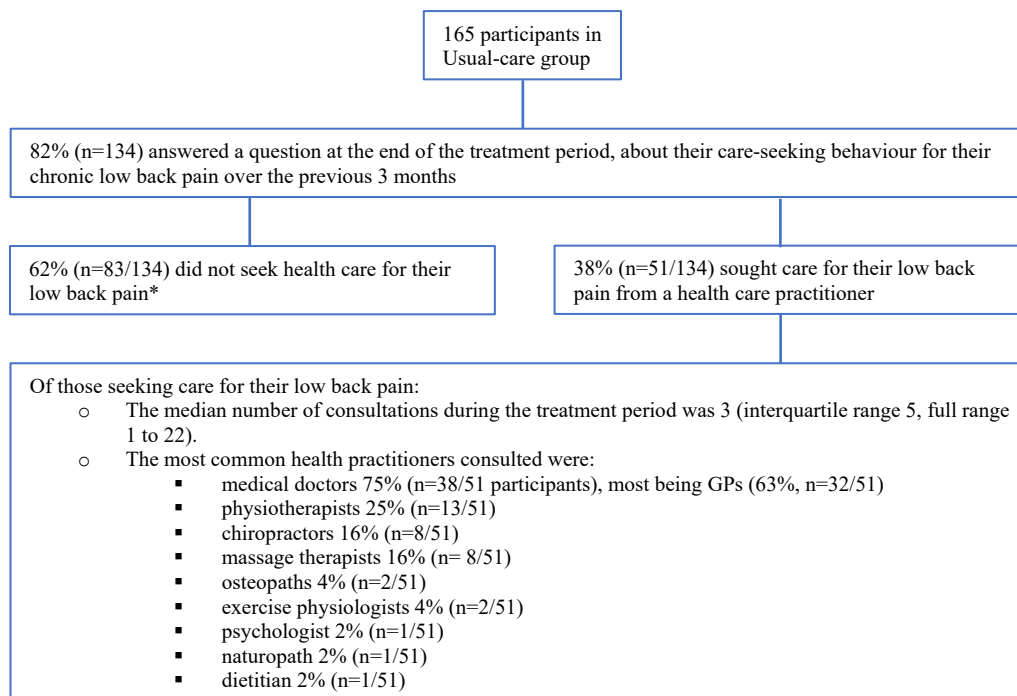 165 participants in
Usual-care group
82% (n=134) answered a question at the end of the treatment period, about their care-seeking behaviour for their
chronic low back pain over the previous 3 months
62% (n=83/134) did not seek health care for their
low back pain*
38% (n=51/134) sought care for their low back
pain from a health care practitioner
Of those seeking care for their low back pain:
o The median number of consultations during the treatment period was 3 (interquartile range 5, full range
1 to 22).
o The most common health practitioners consulted were:
▪ medical doctors 75% (n=38/51 participants), most being GPs (63%, n=32/51)
▪ physiotherapists 25% (n=13/51)
▪ chiropractors 16% (n=8/51)
▪ massage therapists 16% (n= 8/51)
▪ osteopaths 4% (n=2/51)
▪ exercise physiologists 4% (n=2/51)
▪ psychologist 2% (n=1/51)
▪ naturopath 2% (n=1/51)
▪ dietitian 2% (n=1/51)